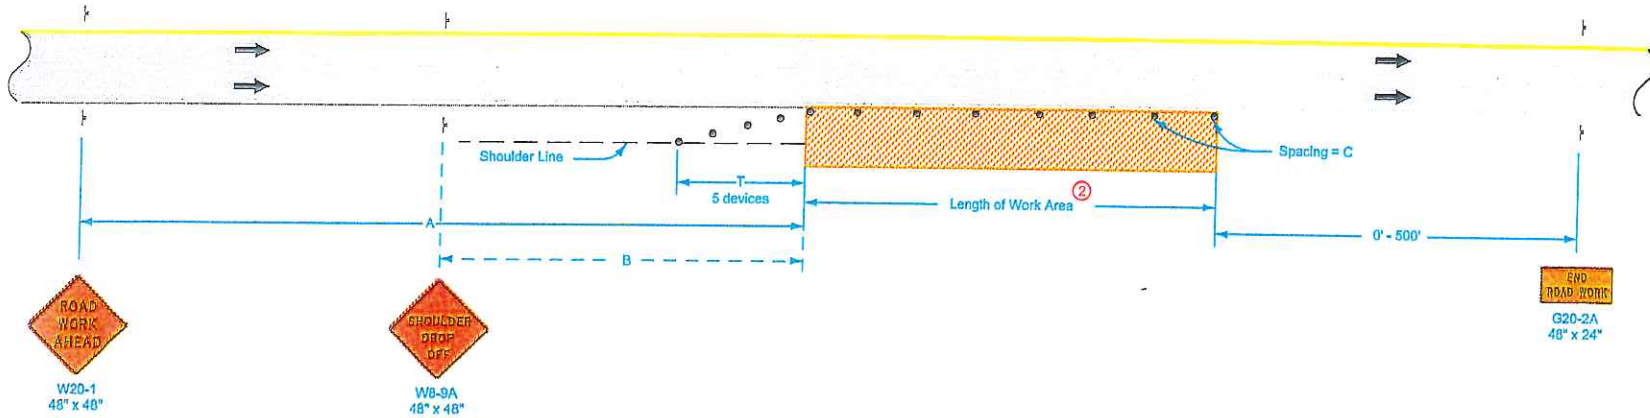 Shoulder Line
Spacing = C
T
5 devices
②
Length of Work Area
A
0' - 500'
B
ROAD
WORK
AHEAD
SHOULDER
DROP
OFF
END
ROAD WORK
W20-1
48" x 48"
W8-9A
48" x 48"
G20-2A
48" x 24"